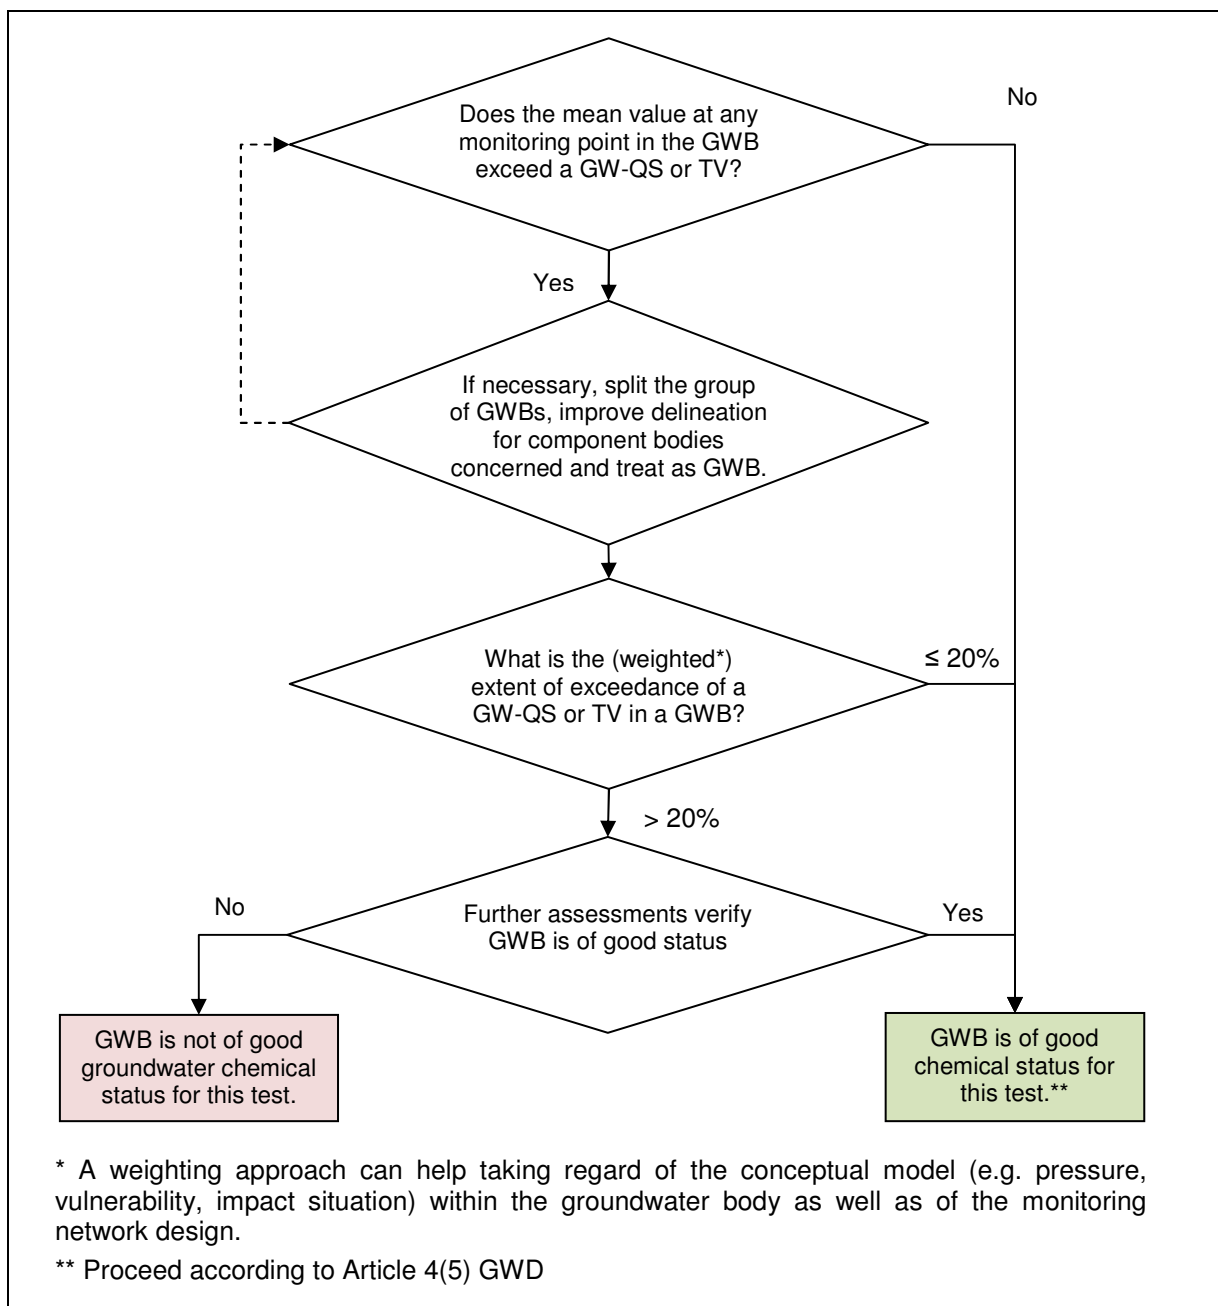 Does the mean value at any
monitoring point in the GWB
exceed a GW-QS or TV?
No
Yes
If necessary, split the group
of GWBs, improve delineation
for component bodies
concerned and treat as GWB.
What is the (weighted*)
extent of exceedance of a
GW-QS or TV in a GWB?
≤ 20%
> 20%
No
Further assessments verify
GWB is of good status
Yes
GWB is not of good
groundwater chemical
status for this test.
GWB is of good
chemical status for
this test.**
* A weighting approach can help taking regard of the conceptual model (e.g. pressure,
vulnerability, impact situation) within the groundwater body as well as of the monitoring
network design.
** Proceed according to Article 4(5) GWD